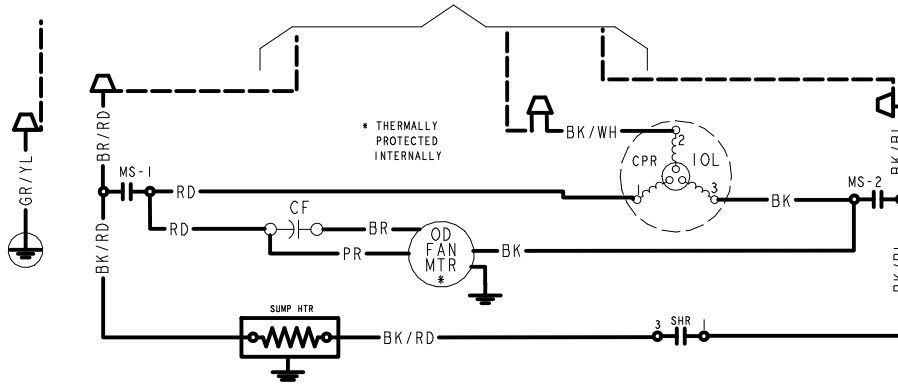 * THERMALLY
PROTECTED
INTERNALLY
BR/RD
GR/YL
BK/WH
2
CPR
IOL
MS-1
RD
1
3
BK
MS-2
BK/RD
RD
CF
BR
PR
OD
FAN
MTR
*
BK
SUMP HTR
BK/RD
3
SHR
1